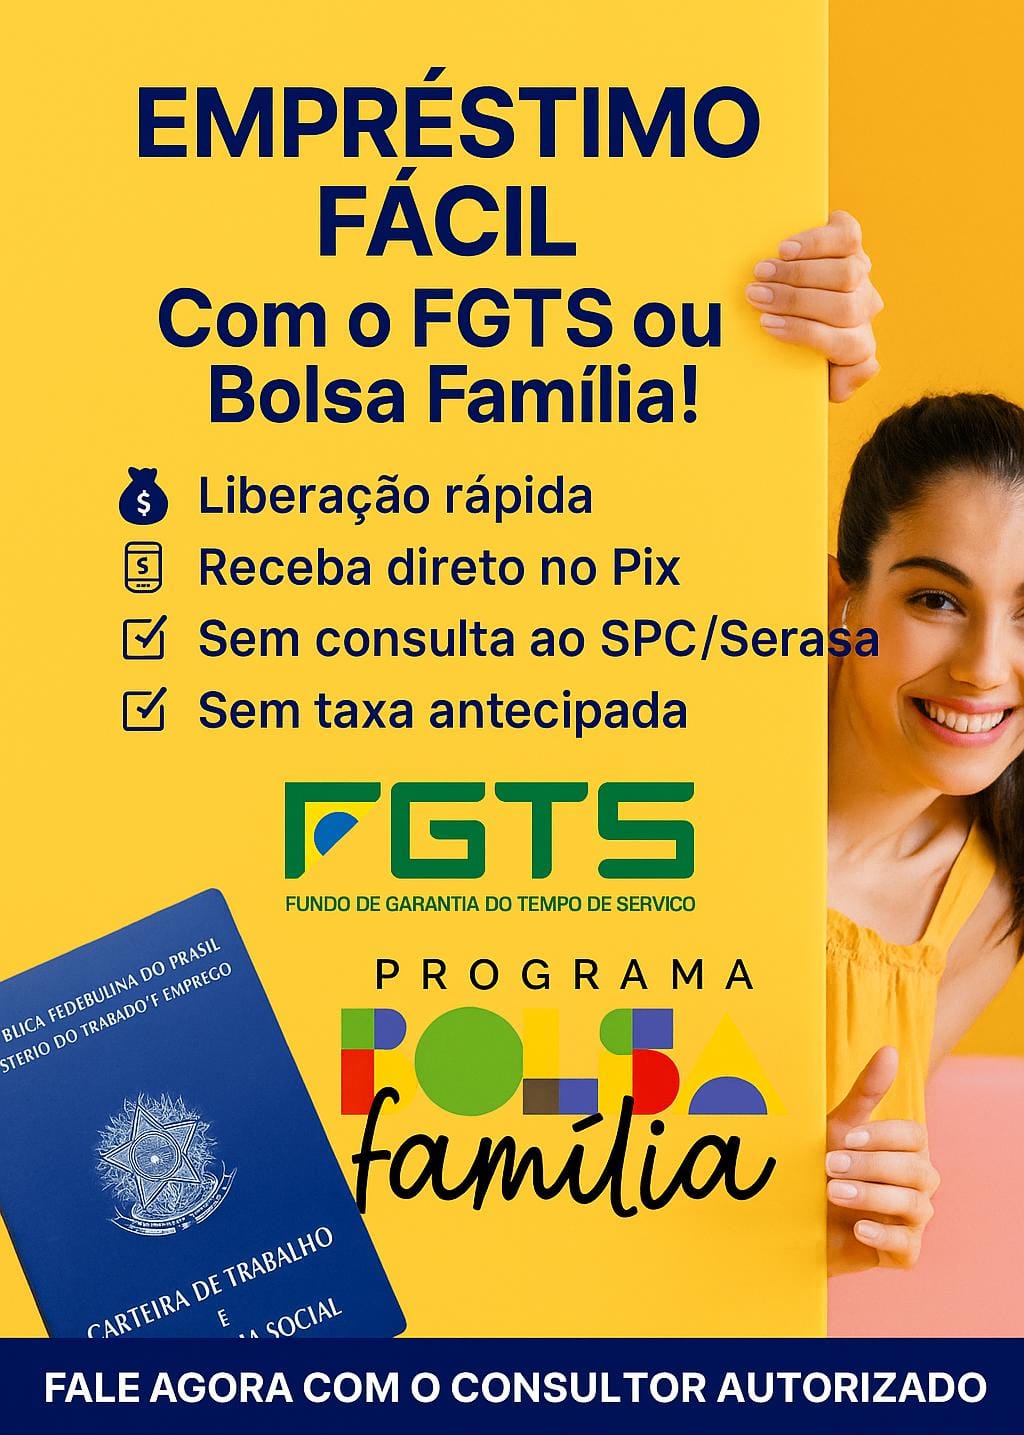 EMPRÉSTIMO
FÁCIL
Com o FGTS ou
Bolsa Família!
$
Liberação rápida
S
Receba direto no Pix
Sem consulta ao SPC/Serasa
Sem taxa antecipada
FGTS
FUNDO DE GARANTIA DO TEMPO DE SERVICO
PROGRAMA
BOLSA
família
BLICA FEDEBULINA DO PRASIL
STERIO DO TRABADO'F EMPREGO
CARTEIRA DE TRABALHO
E
IA SOCIAL
FALE AGORA COM O CONSULTOR AUTORIZADO